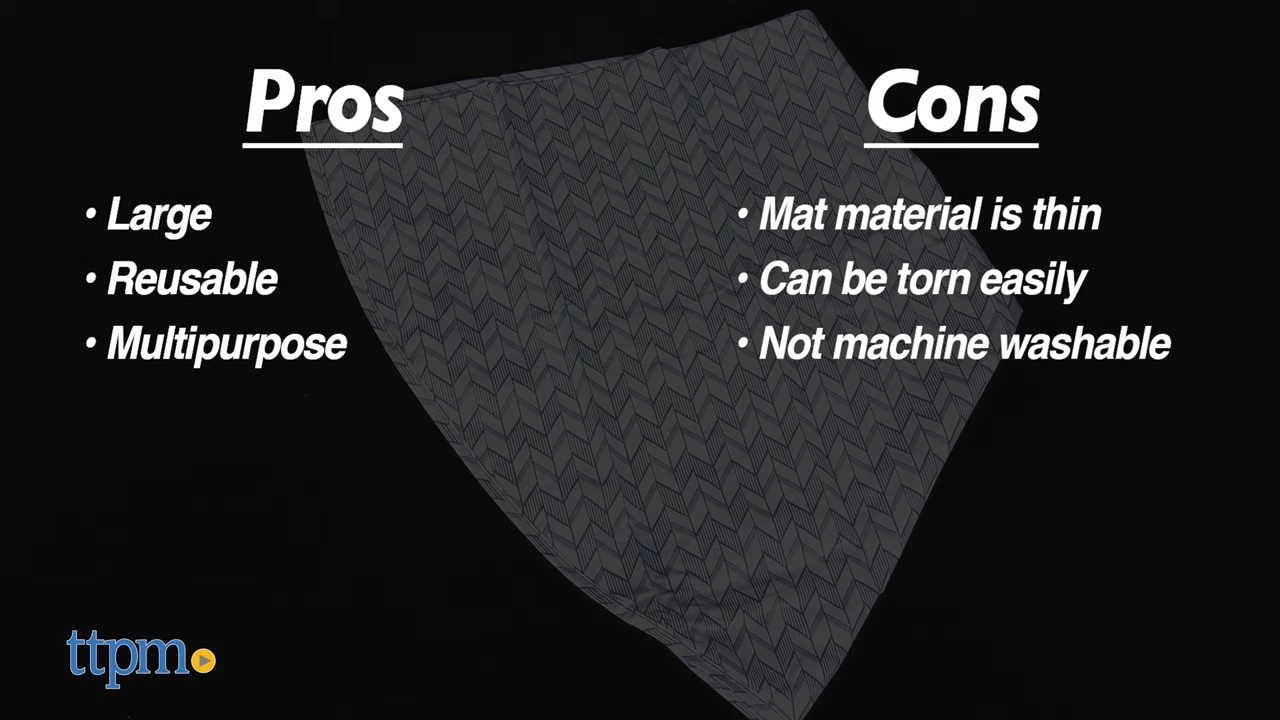 Pros
• Large
• Reusable
• Multipurpose
Cons
• Mat material is thin
• Can be torn easily
• Not machine washable
ttpm